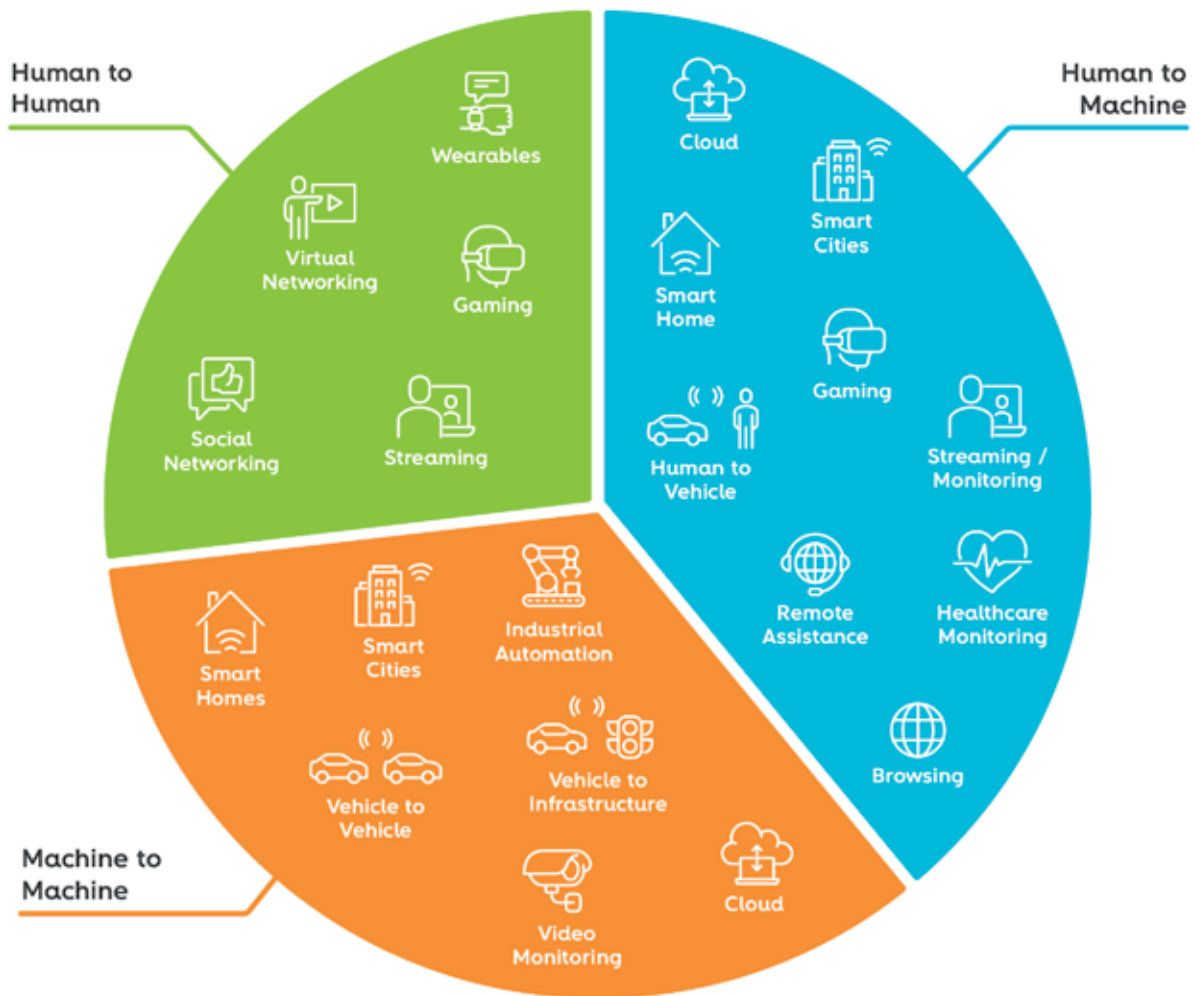 Human to
Human
Wearables
Virtual
Networking
Gaming
Social
Networking
Streaming
Human to
Machine
Cloud
Smart
Cities
Smart
Home
Gaming
Human to
Vehicle
Streaming /
Monitoring
Remote
Assistance
Healthcare
Monitoring
Browsing
Machine to
Machine
Smart
Homes
Smart
Cities
Industrial
Automation
Vehicle to
Vehicle
Vehicle to
Infrastructure
Video
Monitoring
Cloud